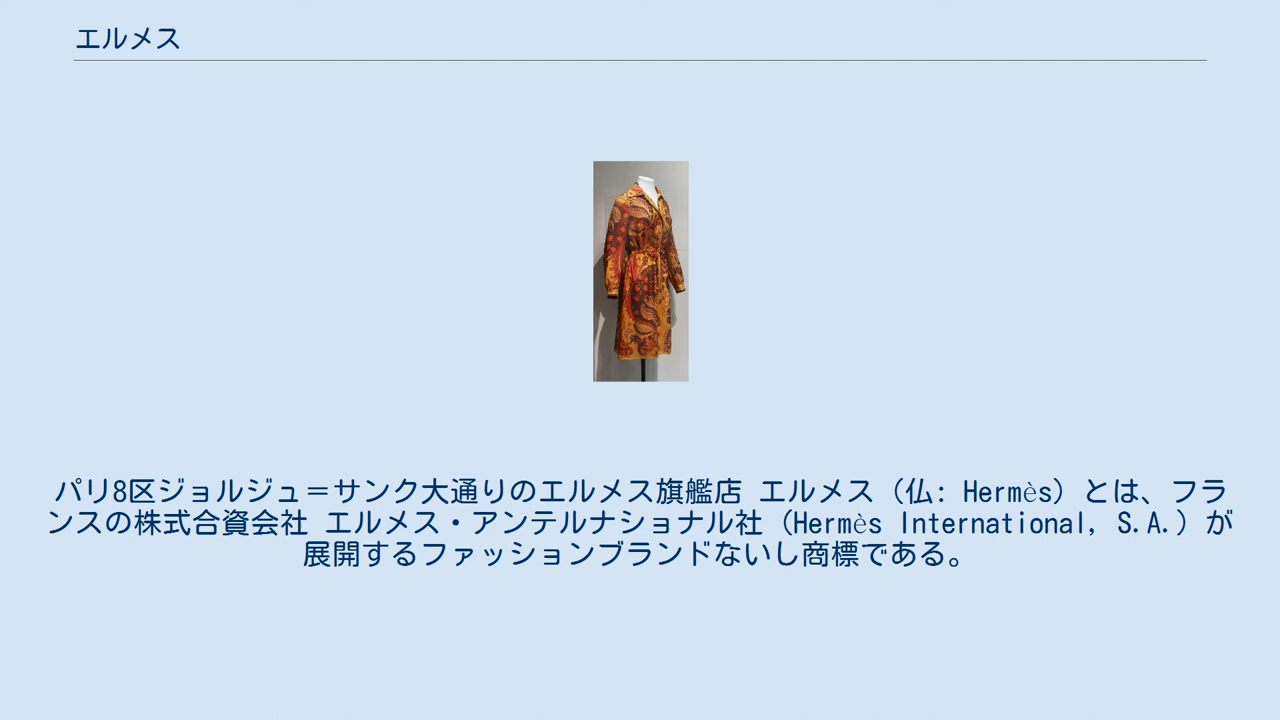 エルメス
パリ8区ジョルジュ＝サンク大通りのエルメス旗艦店 エルメス（仏: Hermès）とは、フラ
ンスの株式合資会社 エルメス・アンテルナショナル社（Hermès International, S.A.）が
展開するファッションブランドないし商標である。